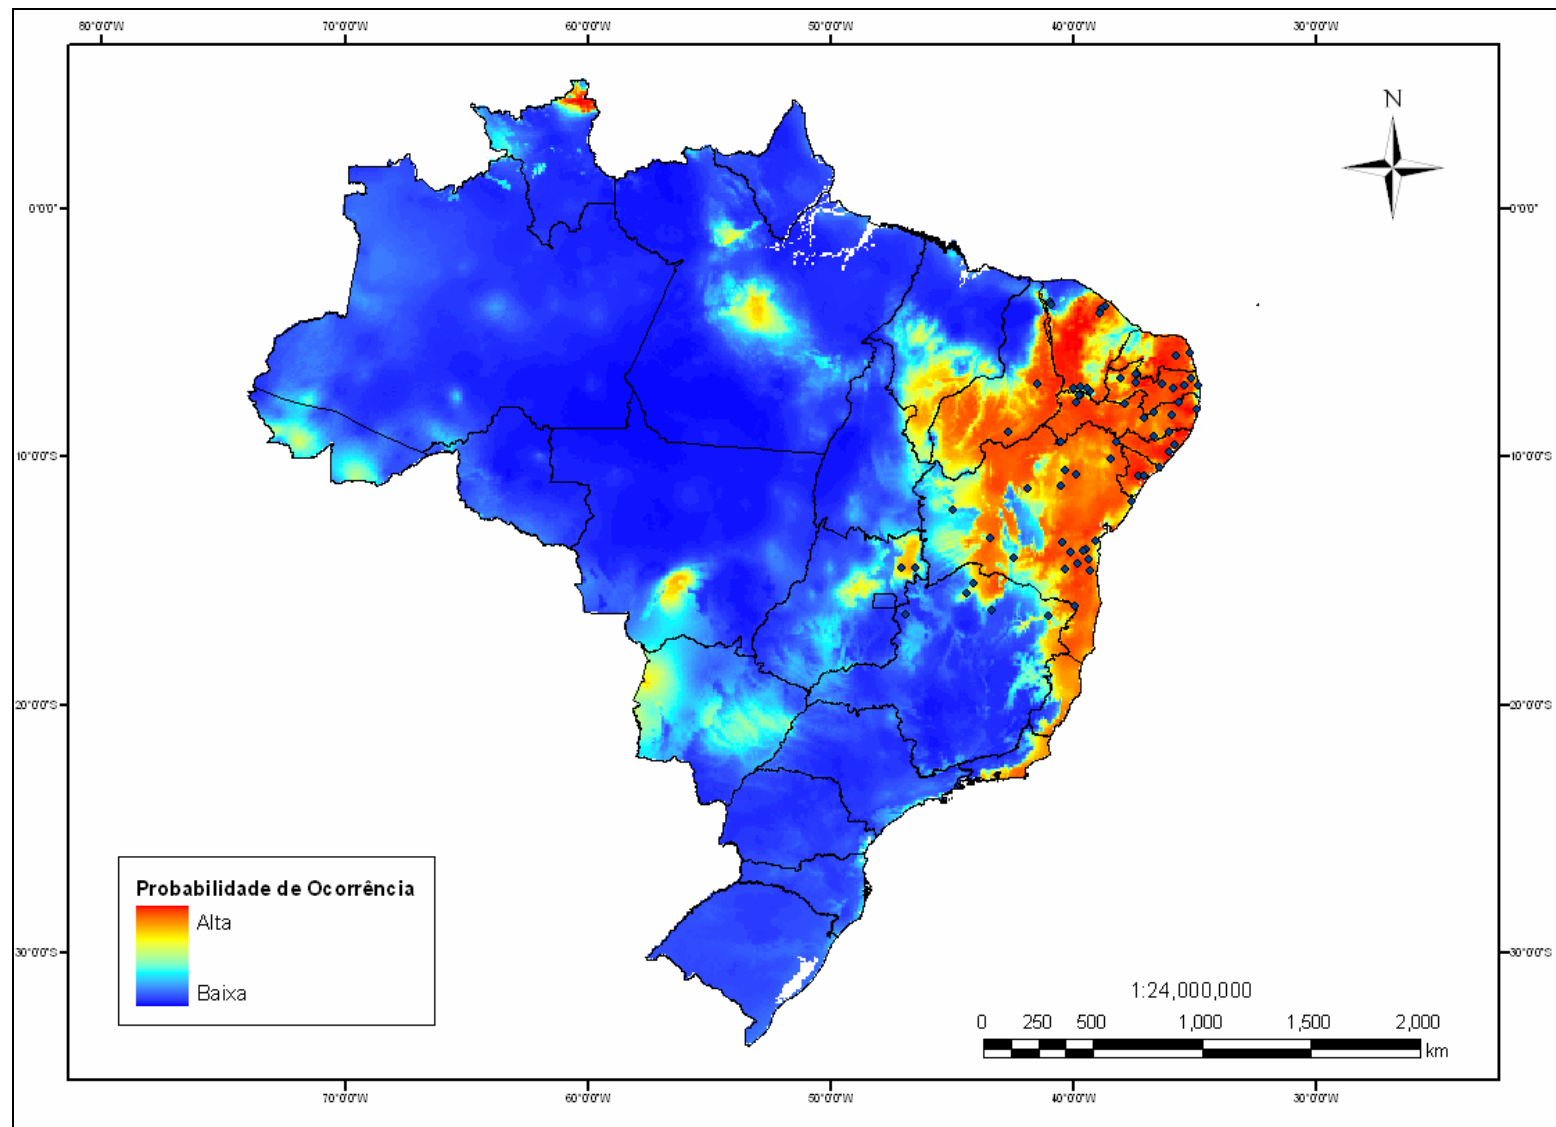 80°0'0"W 70°0'0"W 60°0'0"W 50°0'0"W 40°0'0"W 30°0'0"W
N
0°0'0" 0°0'0"
10°0'0"S 10°0'0"S
20°0'0"S 20°0'0"S
Probabilidade de Ocorrência
Alta
Baixa
30°0'0"S 30°0'0"S
1:24,000,000
0 250 500 1,000 1,500 2,000
km
70°0'0"W 60°0'0"W 50°0'0"W 40°0'0"W 30°0'0"W